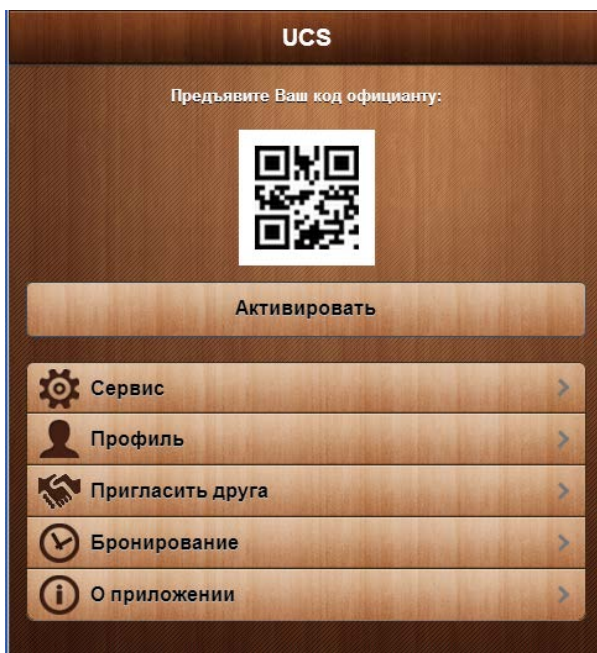 UCS
Предъявите Ваш код официанту:
Активировать
Сервис
Профиль
Пригласить друга
Бронирование
О приложении